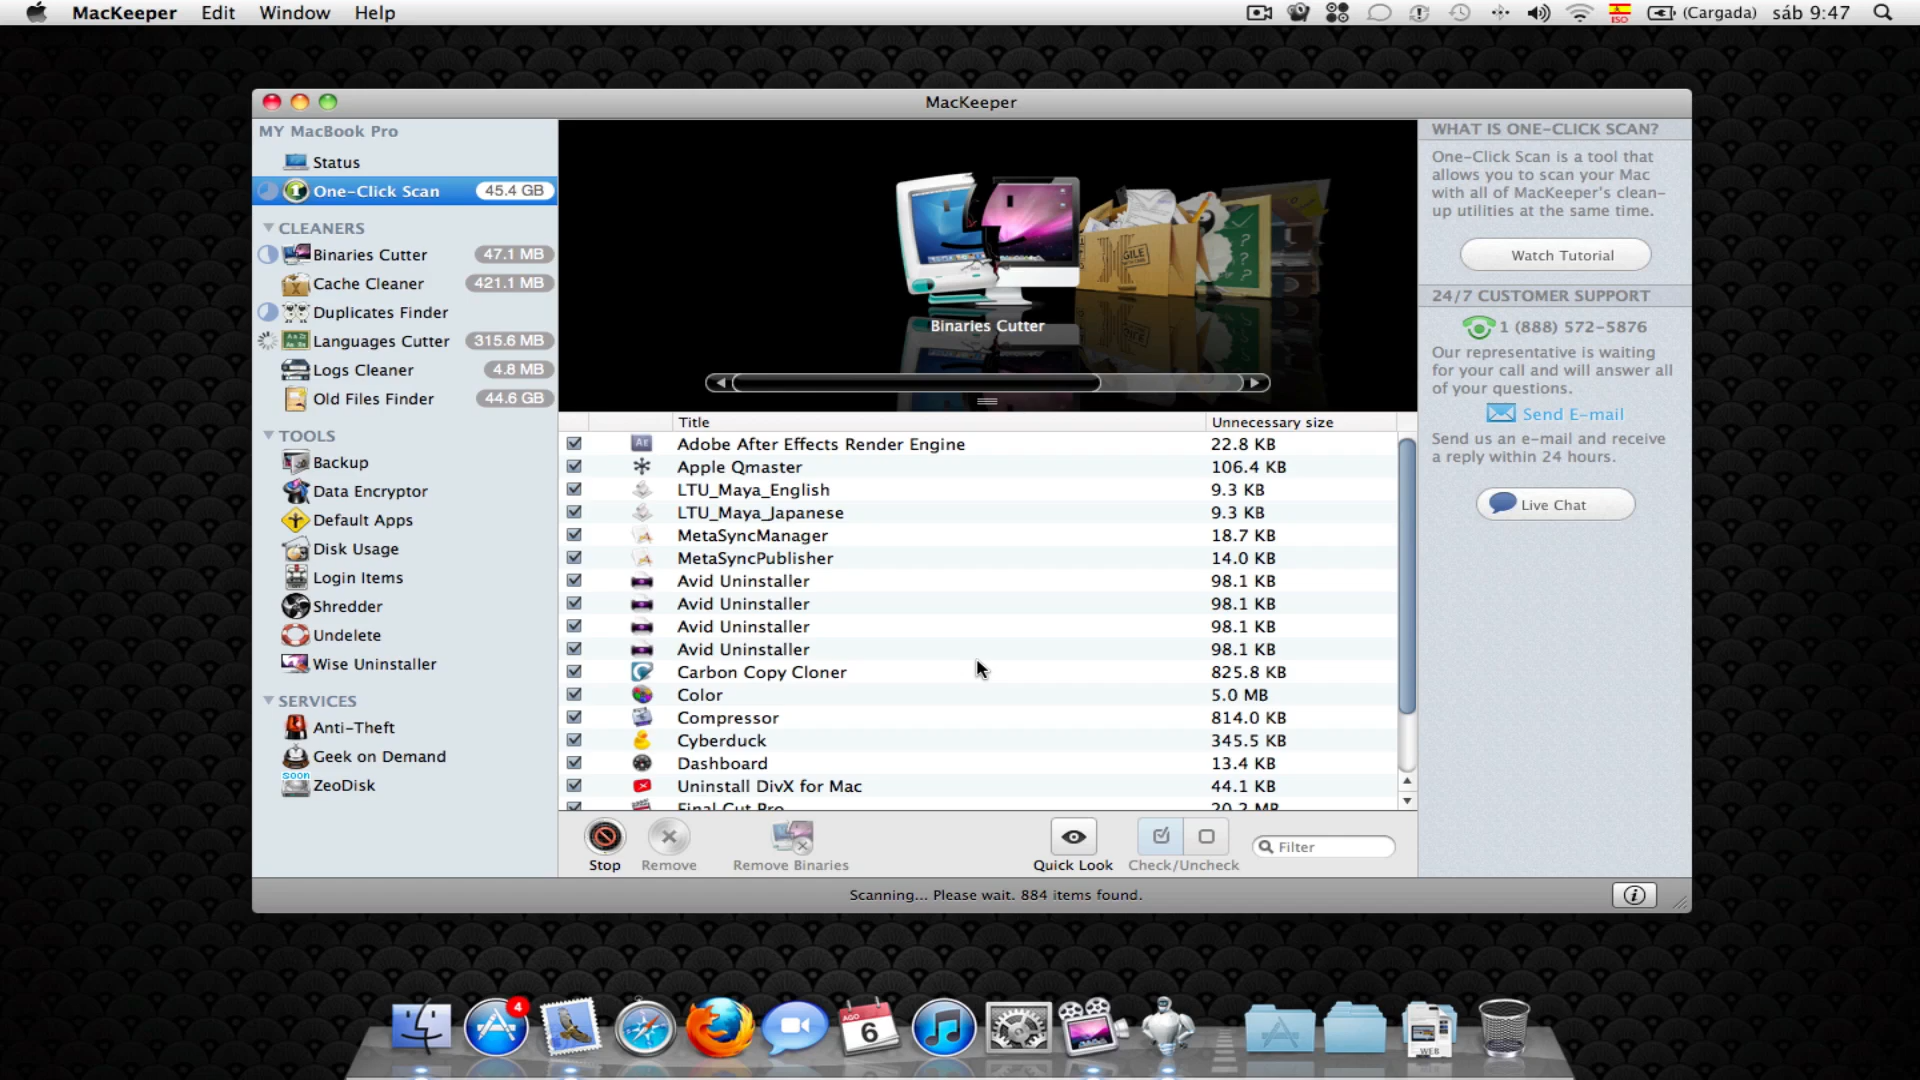 MacKeeper Edit Window Help
ISO (Cargada) sáb 9:47
MacKeeper
MY MacBook Pro
Status
One-Click Scan 45.4 GB
CLEANERS
Binaries Cutter 47.1 MB
Cache Cleaner 421.1 MB
Duplicates Finder
Languages Cutter 315.6 MB
Logs Cleaner 4.8 MB
Old Files Finder 44.6 GB
TOOLS
Backup
Data Encryptor
Default Apps
Disk Usage
Login Items
Shredder
Undelete
Wise Uninstaller
SERVICES
Anti-Theft
Geek on Demand
soon
ZeoDisk
Binaries Cutter
Title Unnecessary size
Adobe After Effects Render Engine 22.8 KB
Apple Qmaster 106.4 KB
LTU_Maya_English 9.3 KB
LTU_Maya_Japanese 9.3 KB
MetaSyncManager 18.7 KB
MetaSyncPublisher 14.0 KB
Avid Uninstaller 98.1 KB
Avid Uninstaller 98.1 KB
Avid Uninstaller 98.1 KB
Avid Uninstaller 98.1 KB
Carbon Copy Cloner 825.8 KB
Color 5.0 MB
Compressor 814.0 KB
Cyberduck 345.5 KB
Dashboard 13.4 KB
Uninstall DivX for Mac 44.1 KB
Final Cut Pro 20.2 MB
Stop Remove Remove Binaries Quick Look Check/Uncheck Filter
Scanning... Please wait. 884 items found.
WHAT IS ONE-CLICK SCAN?
One-Click Scan is a tool that
allows you to scan your Mac
with all of MacKeeper's clean-
up utilities at the same time.
Watch Tutorial
24/7 CUSTOMER SUPPORT
1 (888) 572-5876
Our representative is waiting
for your call and will answer all
of your questions.
Send E-mail
Send us an e-mail and receive
a reply within 24 hours.
Live Chat
4
AGO
6
WEB